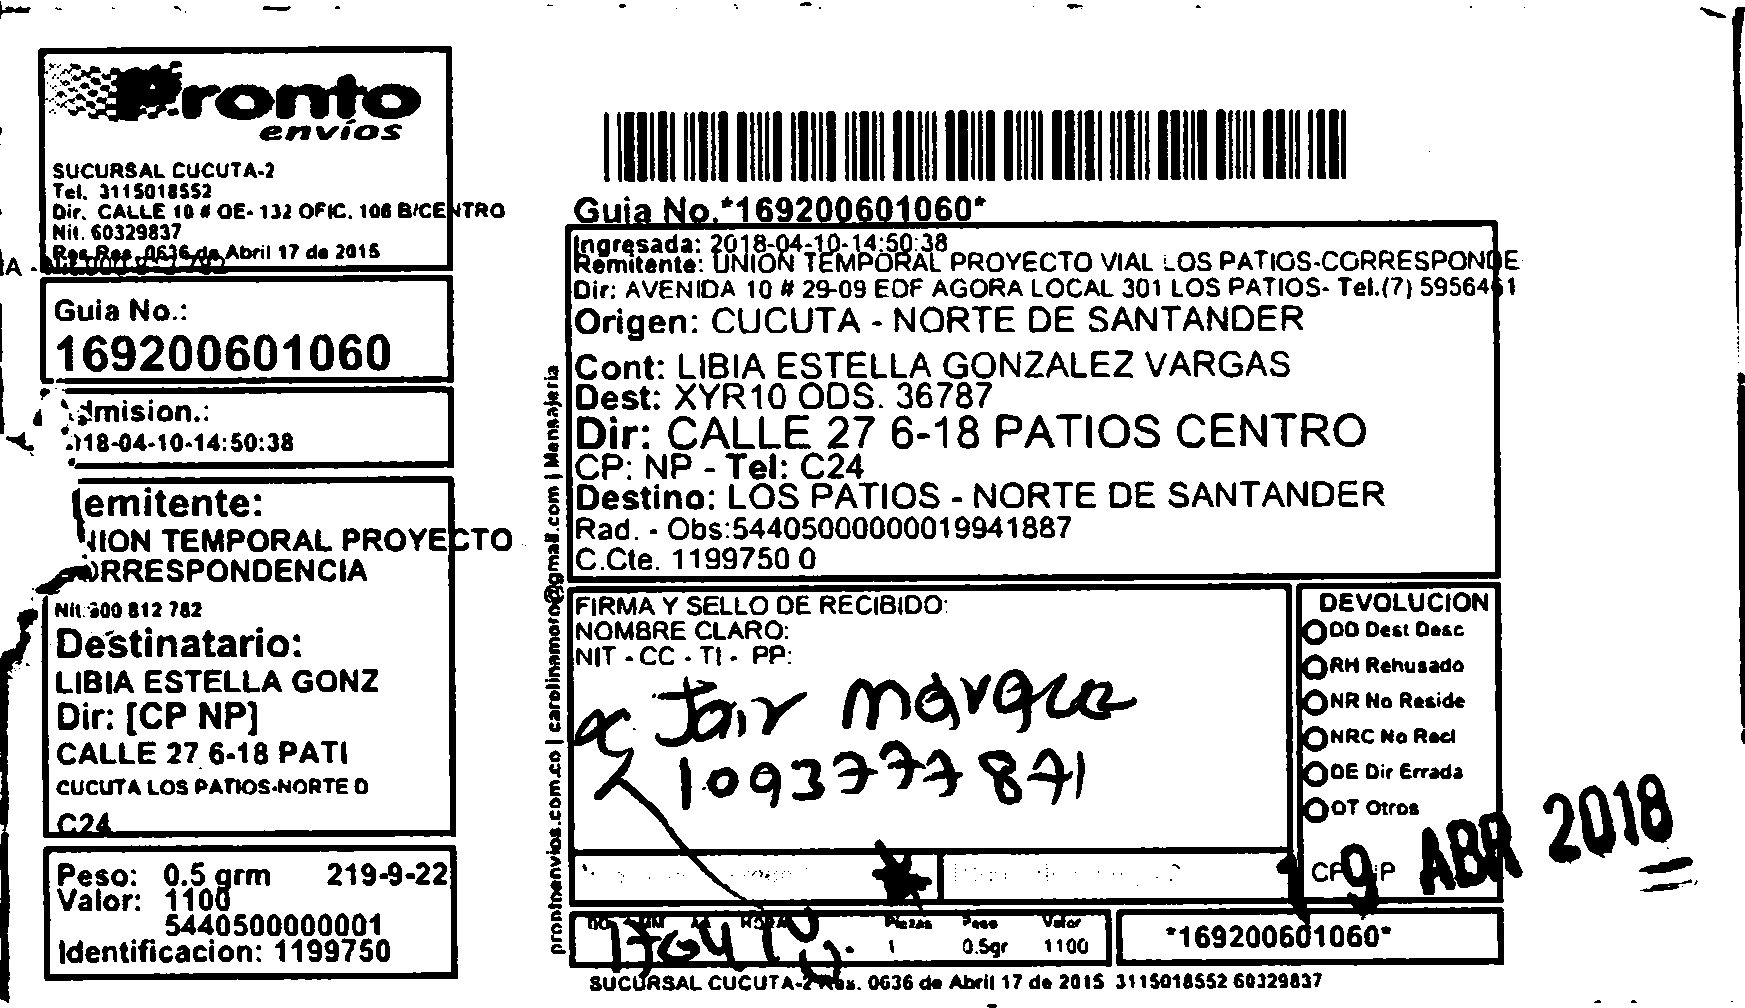 Pronto
envíos
SUCURSAL CUCUTA-2
Tel. 3115018552
Dir. CALLE 10 # OE- 132 OFIC. 106 B/CENTRO
Nit. 60329837
Res.Res. 0636 de Abril 17 de 2015
Guia No.:
169200601060
dmision.:
018-04-10-14:50:38
emitente:
NION TEMPORAL PROYECTO
ORRESPONDENCIA
Nit:900 812 782
Destinatario:
LIBIA ESTELLA GONZ
Dir: [CP NP]
CALLE 27 6-18 PATI
CUCUTA LOS PATIOS-NORTE D
C24
Peso: 0.5 grm 219-9-22
Valor: 1100
5440500000001
Identificacion: 1199750
prontoenvios.com.co | carolinamoro@gmail.com | Mensajeria
Guia No.*169200601060*
Ingresada: 2018-04-10-14:50:38
Remitente: UNION TEMPORAL PROYECTO VIAL LOS PATIOS-CORRESPONDE
Dir: AVENIDA 10 # 29-09 EDF AGORA LOCAL 301 LOS PATIOS- Tel.(7) 5956461
Origen: CUCUTA - NORTE DE SANTANDER
Cont: LIBIA ESTELLA GONZALEZ VARGAS
Dest: XYR10 ODS. 36787
Dir: CALLE 27 6-18 PATIOS CENTRO
CP: NP - Tel: C24
Destino: LOS PATIOS - NORTE DE SANTANDER
Rad. - Obs:544050000000019941887
C.Cte. 1199750 0
FIRMA Y SELLO DE RECIBIDO:
NOMBRE CLARO:
NIT - CC - TI - PP:
Jair Marquez
1093777871
DEVOLUCION
DD Dest Desc
RH Rehusado
NR No Reside
NRC No Recl
DE Dir Errada
OT Otros
19 ABR 2018
HORA Piezas Peso Valor
1 0.5gr 1100
*169200601060*
SUCURSAL CUCUTA-2 Res. 0636 de Abril 17 de 2015 3115018552 60329837